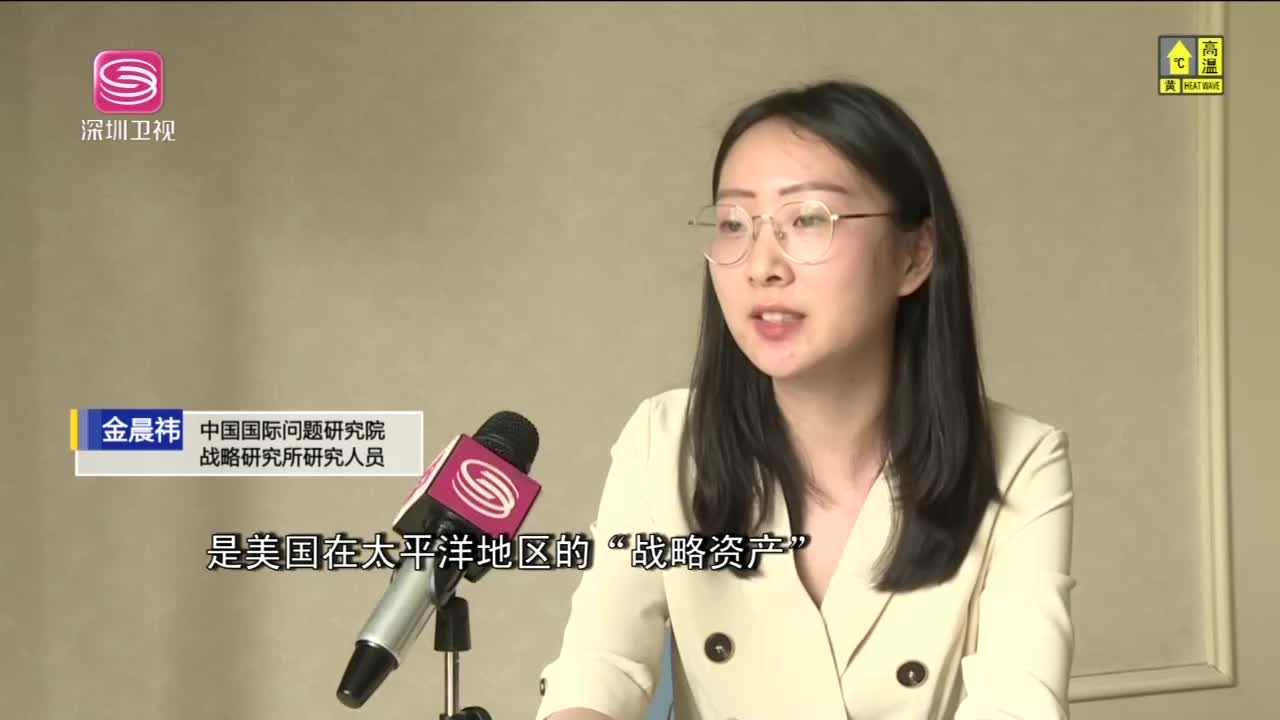 深圳卫视
高温
℃
黄 HEAT WAVE
金晨祎
中国国际问题研究院
战略研究所研究人员
是美国在太平洋地区的“战略资产”